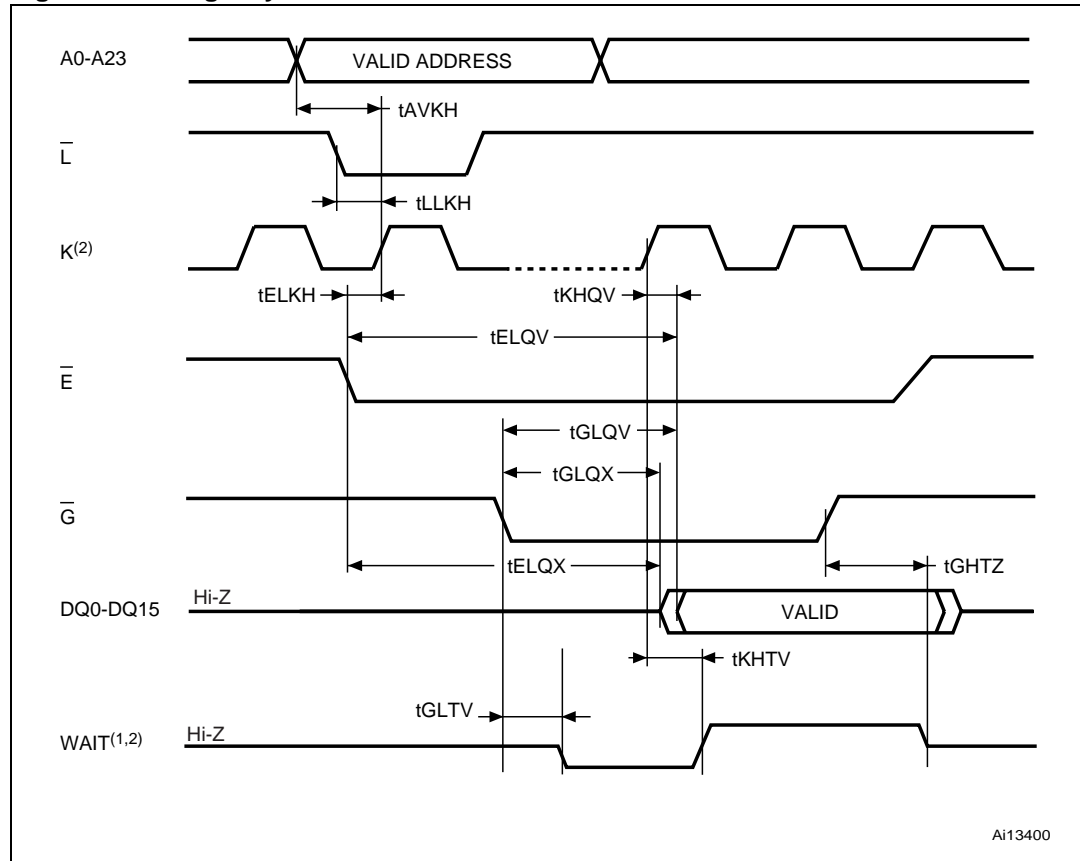 A0-A23
VALID ADDRESS
tAVKH
L
tLLKH
K(2)
tELKH
tKHQV
tELQV
E
tGLQV
tGLQX
G
tELQX
tGHTZ
DQ0-DQ15
Hi-Z
VALID
tKHTV
tGLTV
WAIT(1,2)
Hi-Z
Ai13400